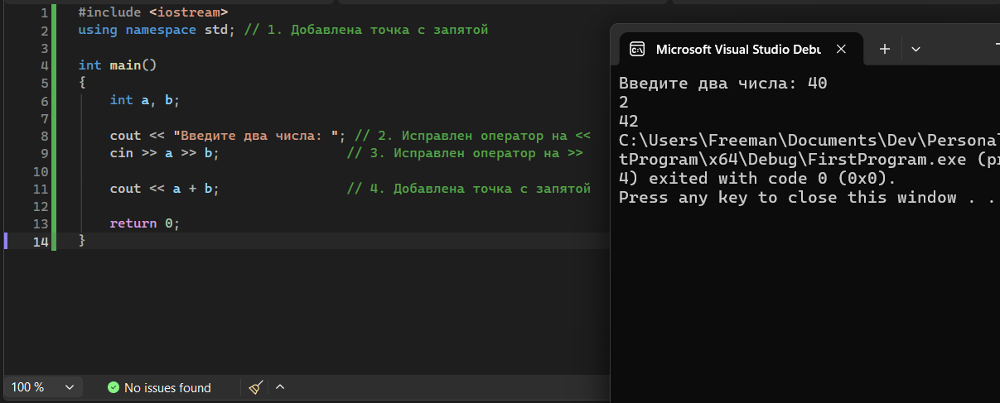 1 #include <iostream>
2 using namespace std; // 1. Добавлена точка с запятой
3
4 int main()
5 {
6 int a, b;
7
8 cout << "Введите два числа: "; // 2. Исправлен оператор на <<
9 cin >> a >> b; // 3. Исправлен оператор на >>
10
11 cout << a + b; // 4. Добавлена точка с запятой
12
13 return 0;
14 }
100 %
No issues found
Microsoft Visual Studio Debu
Введите два числа: 40
2
42
C:\Users\Freeman\Documents\Dev\Personal
tProgram\x64\Debug\FirstProgram.exe (pr
4) exited with code 0 (0x0).
Press any key to close this window . .